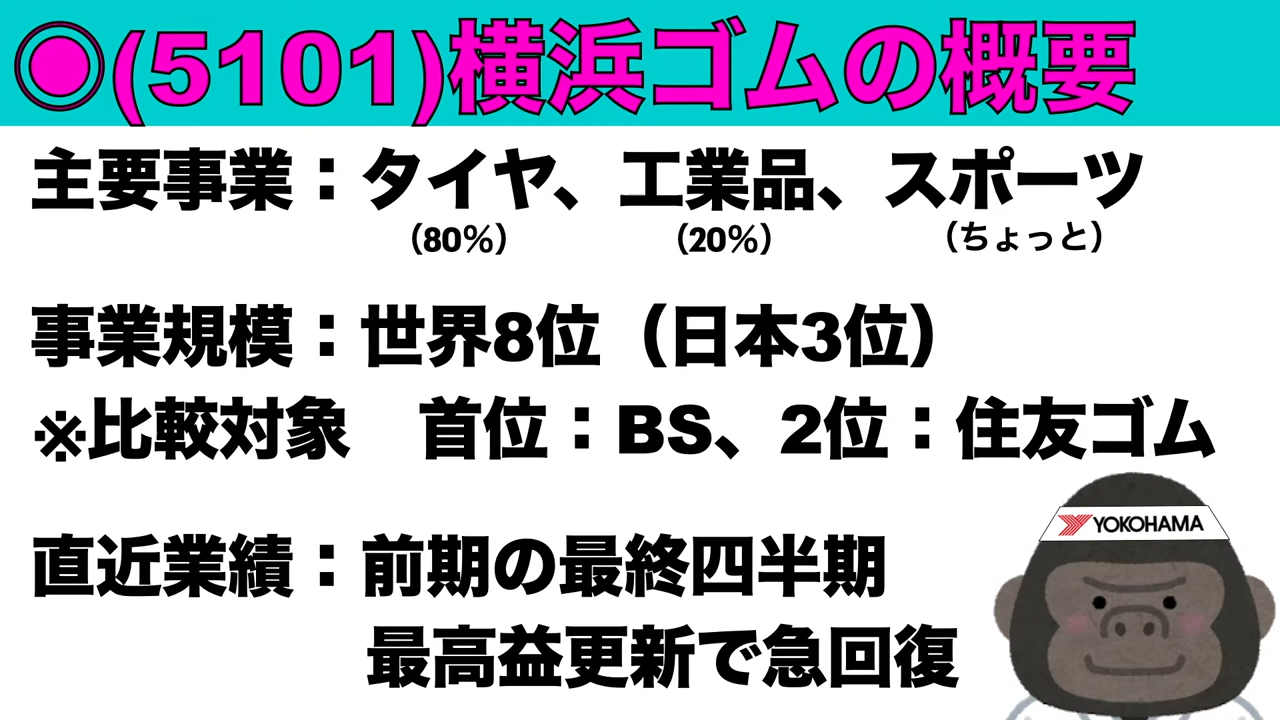 ◉(5101)横浜ゴムの概要
主要事業：タイヤ、工業品、スポーツ
（80%） （20%） （ちょっと）
事業規模：世界8位（日本3位）
※比較対象　首位：BS、2位：住友ゴム
YOKOHAMA
直近業績：前期の最終四半期
最高益更新で急回復